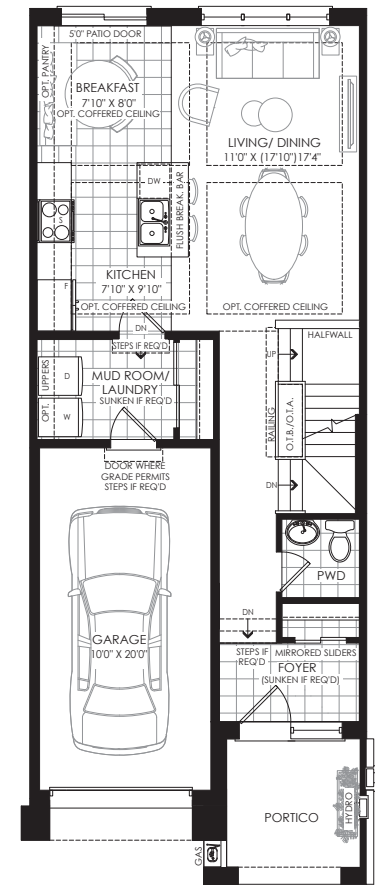 5'0" PATIO DOOR
OPT. PANTRY
BREAKFAST
7'10" X 8'0"
OPT. COFFERED CEILING
LIVING/ DINING
11'0" X (17'10")17'4"
DW
FLUSH BREAK. BAR
F
KITCHEN
7'10" X 9'10"
OPT. COFFERED CEILING
OPT. COFFERED CEILING
DN
STEPS IF REQ'D
HALFWALL
UP
OPT. UPPERS
D
W
MUD ROOM/
LAUNDRY
SUNKEN IF REQ'D
RAILING
O.T.B./O.T.A.
DN
DOOR WHERE
GRADE PERMITS
STEPS IF REQ'D
PWD
DN
GARAGE
10'0" X 20'0"
STEPS IF
REQ'D
MIRRORED SLIDERS
FOYER
(SUNKEN IF REQ'D)
PORTICO
HYDRO
GAS